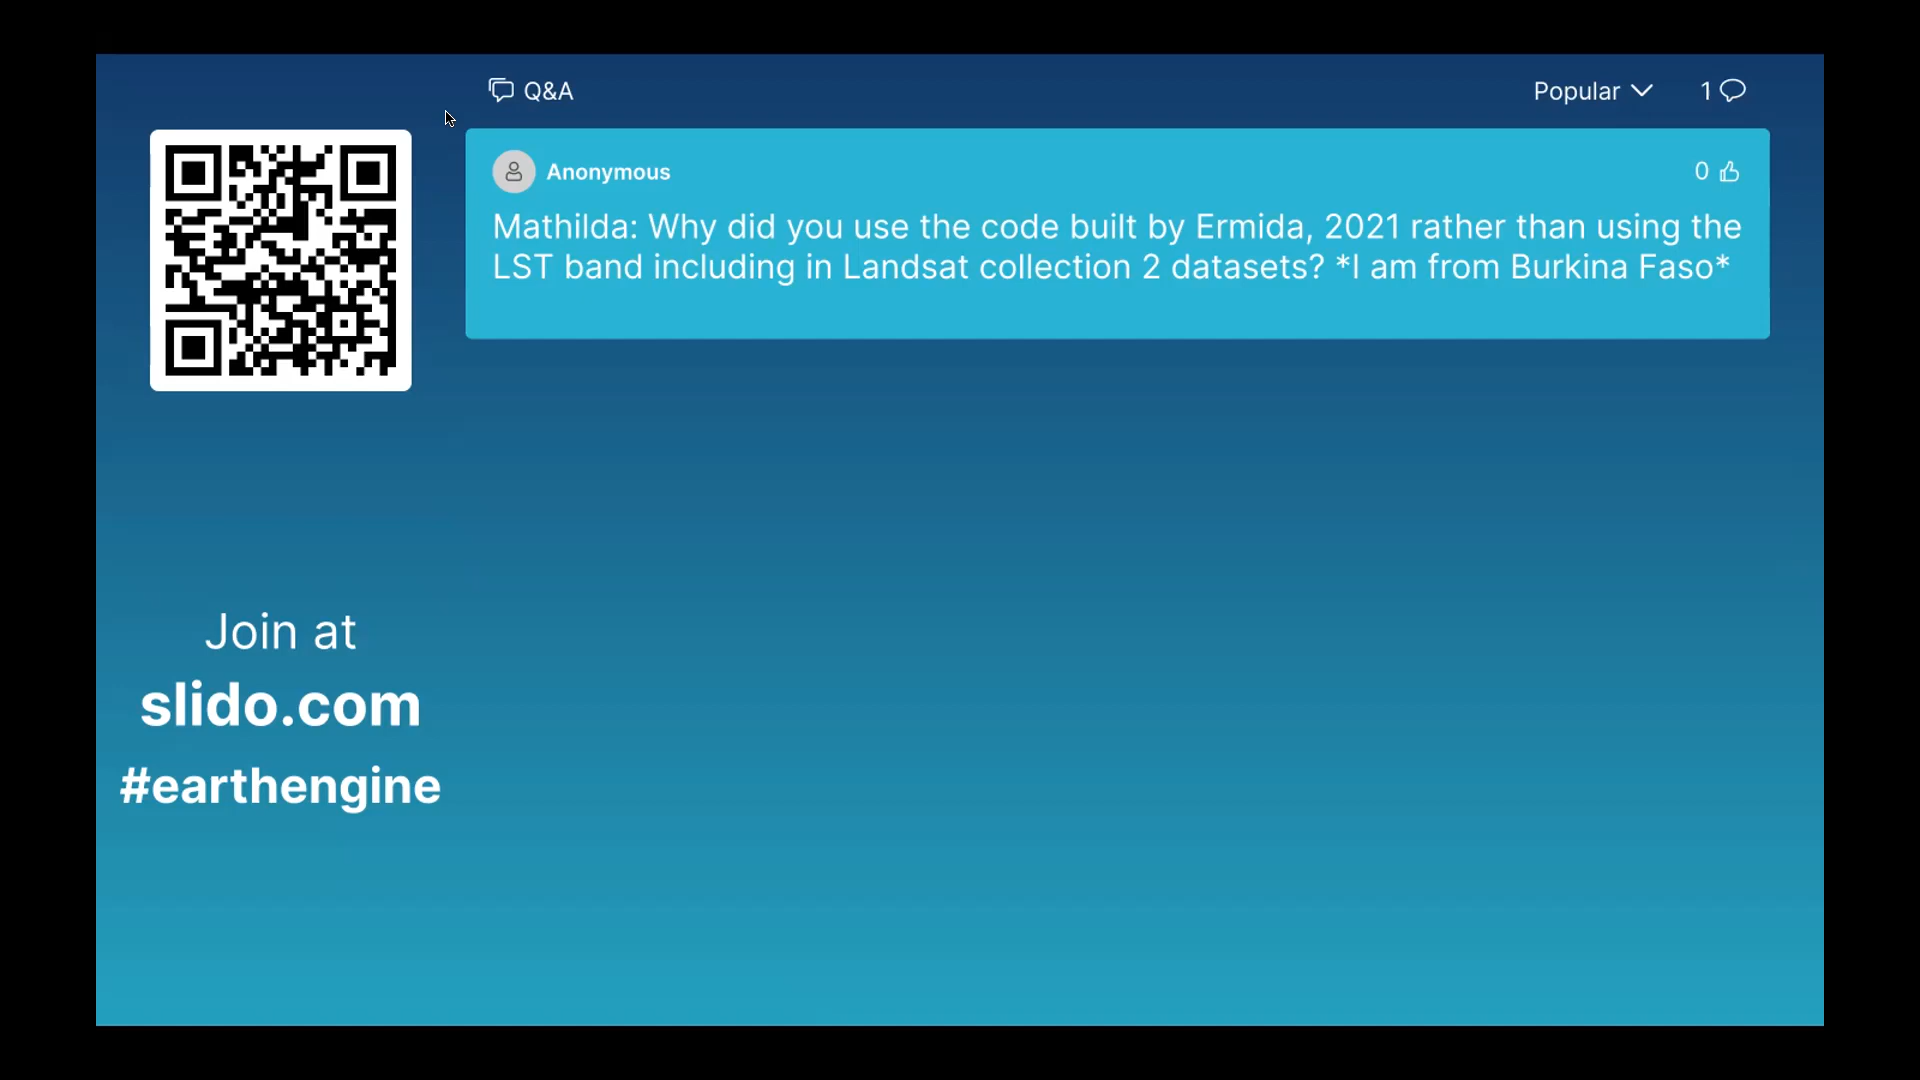 Q&A
Popular
1
Anonymous
0
Mathilda: Why did you use the code built by Ermida, 2021 rather than using the
LST band including in Landsat collection 2 datasets? *I am from Burkina Faso*
Join at
slido.com
#earthengine